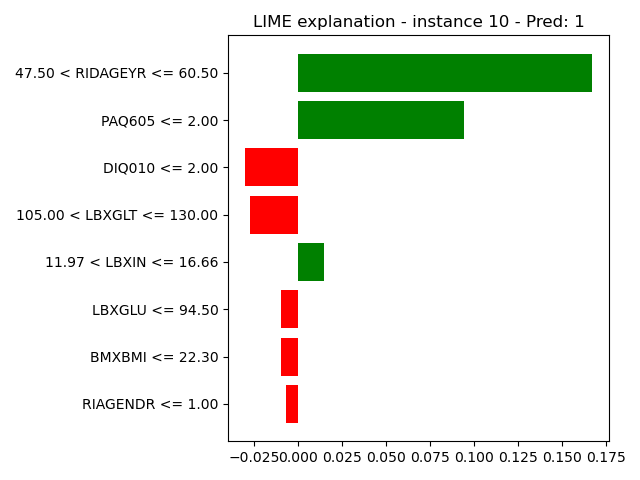 LIME explanation - instance 10 - Pred: 1
47.50 < RIDAGEYR <= 60.50
PAQ605 <= 2.00
DIQ010 <= 2.00
105.00 < LBXGLT <= 130.00
11.97 < LBXIN <= 16.66
LBXGLU <= 94.50
BMXBMI <= 22.30
RIAGENDR <= 1.00
−0.025 0.000 0.025 0.050 0.075 0.100 0.125 0.150 0.175